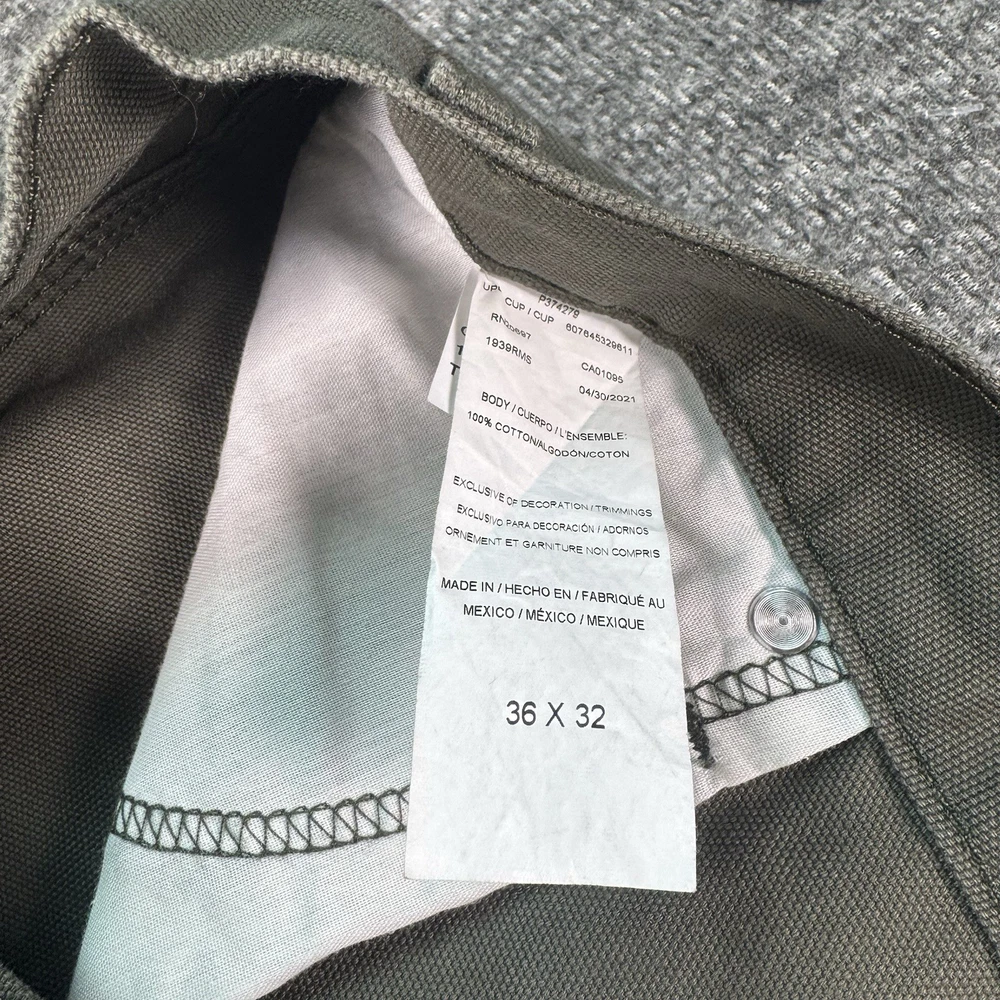 P374279
CUP / CUP 607645329611
1939RMS CA01095
04/30/2021
BODY / CUERPO / L'ENSEMBLE:
100% COTTON/ALGODÓN/COTON
EXCLUSIVE OF DECORATION / TRIMMINGS
EXCLUSIVO PARA DECORACIÓN / ADORNOS
ORNEMENT ET GARNITURE NON COMPRIS
MADE IN / HECHO EN / FABRIQUÉ AU
MEXICO / MÉXICO / MEXIQUE
36 X 32